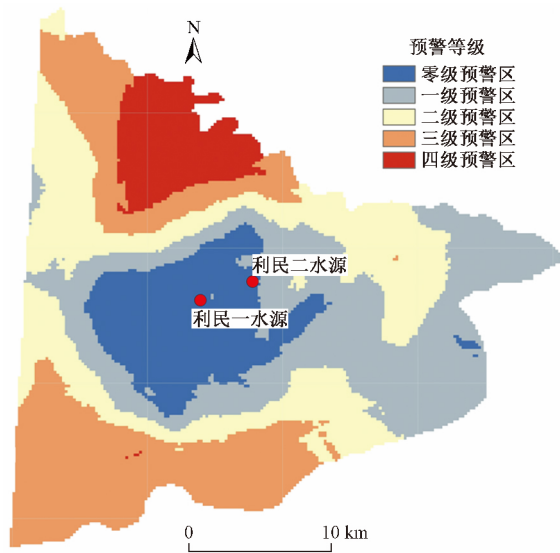 N
预警等级
零级预警区
一级预警区
二级预警区
三级预警区
四级预警区
利民二水源
利民一水源
0 10 km